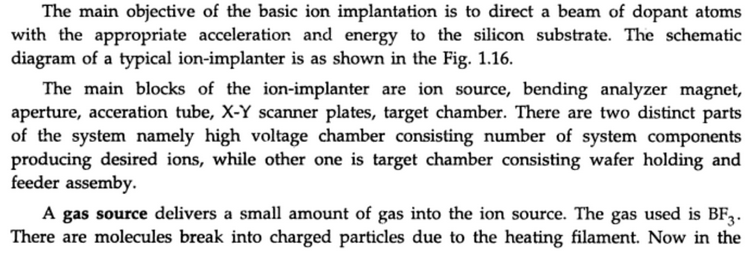 The main objective of the basic ion implantation is to direct a beam of dopant atoms
with the appropriate acceleration and energy to the silicon substrate. The schematic
diagram of a typical ion-implanter is as shown in the Fig. 1.16.
The main blocks of the ion-implanter are ion source, bending analyzer magnet,
aperture, acceration tube, X-Y scanner plates, target chamber. There are two distinct parts
of the system namely high voltage chamber consisting number of system components
producing desired ions, while other one is target chamber consisting wafer holding and
feeder assemby.
A gas source delivers a small amount of gas into the ion source. The gas used is BF₃.
There are molecules break into charged particles due to the heating filament. Now in the